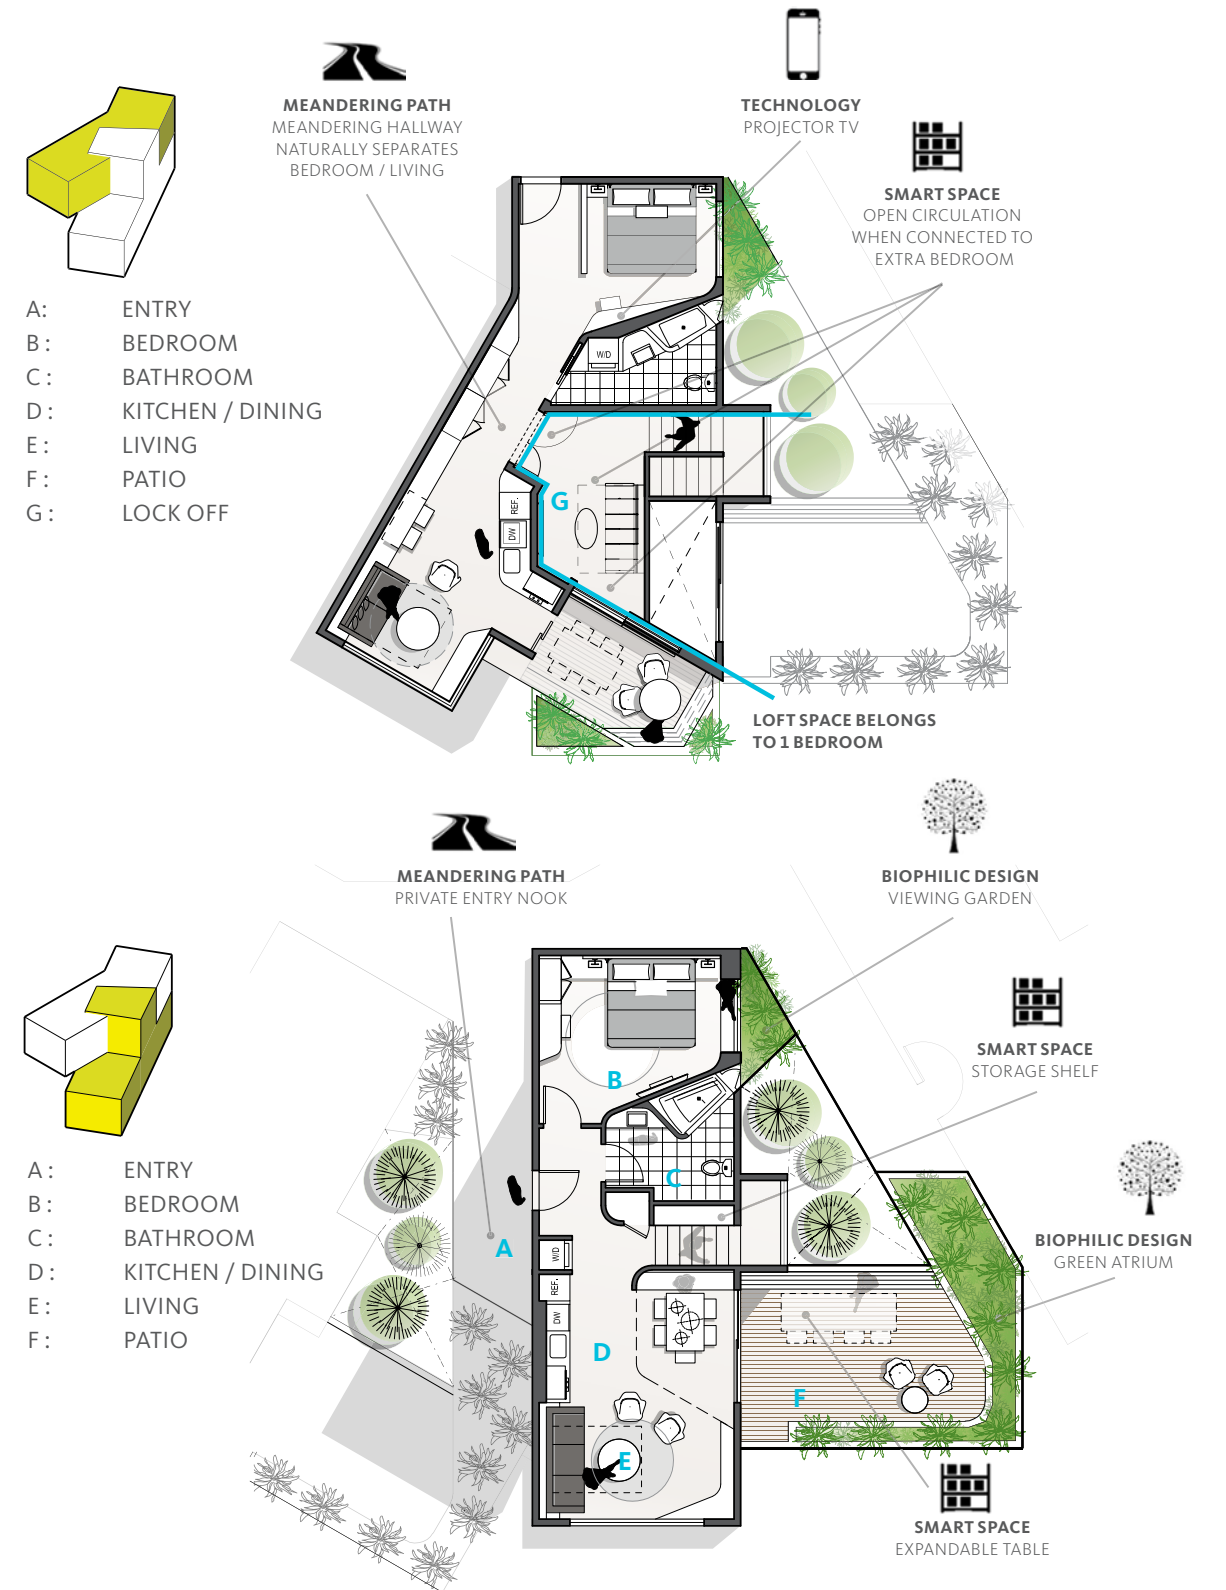 MEANDERING PATH
MEANDERING HALLWAY
NATURALLY SEPARATES
BEDROOM / LIVING
TECHNOLOGY
PROJECTOR TV
SMART SPACE
OPEN CIRCULATION
WHEN CONNECTED TO
EXTRA BEDROOM
A: ENTRY
B: BEDROOM
C: BATHROOM
D: KITCHEN / DINING
E: LIVING
F: PATIO
G: LOCK OFF
W/D
G
REF.
DW
LOFT SPACE BELONGS
TO 1 BEDROOM
MEANDERING PATH
PRIVATE ENTRY NOOK
BIOPHILIC DESIGN
VIEWING GARDEN
SMART SPACE
STORAGE SHELF
BIOPHILIC DESIGN
GREEN ATRIUM
A: ENTRY
B: BEDROOM
C: BATHROOM
D: KITCHEN / DINING
E: LIVING
F: PATIO
B
C
A
W/D
REF.
DW
D
F
E
SMART SPACE
EXPANDABLE TABLE